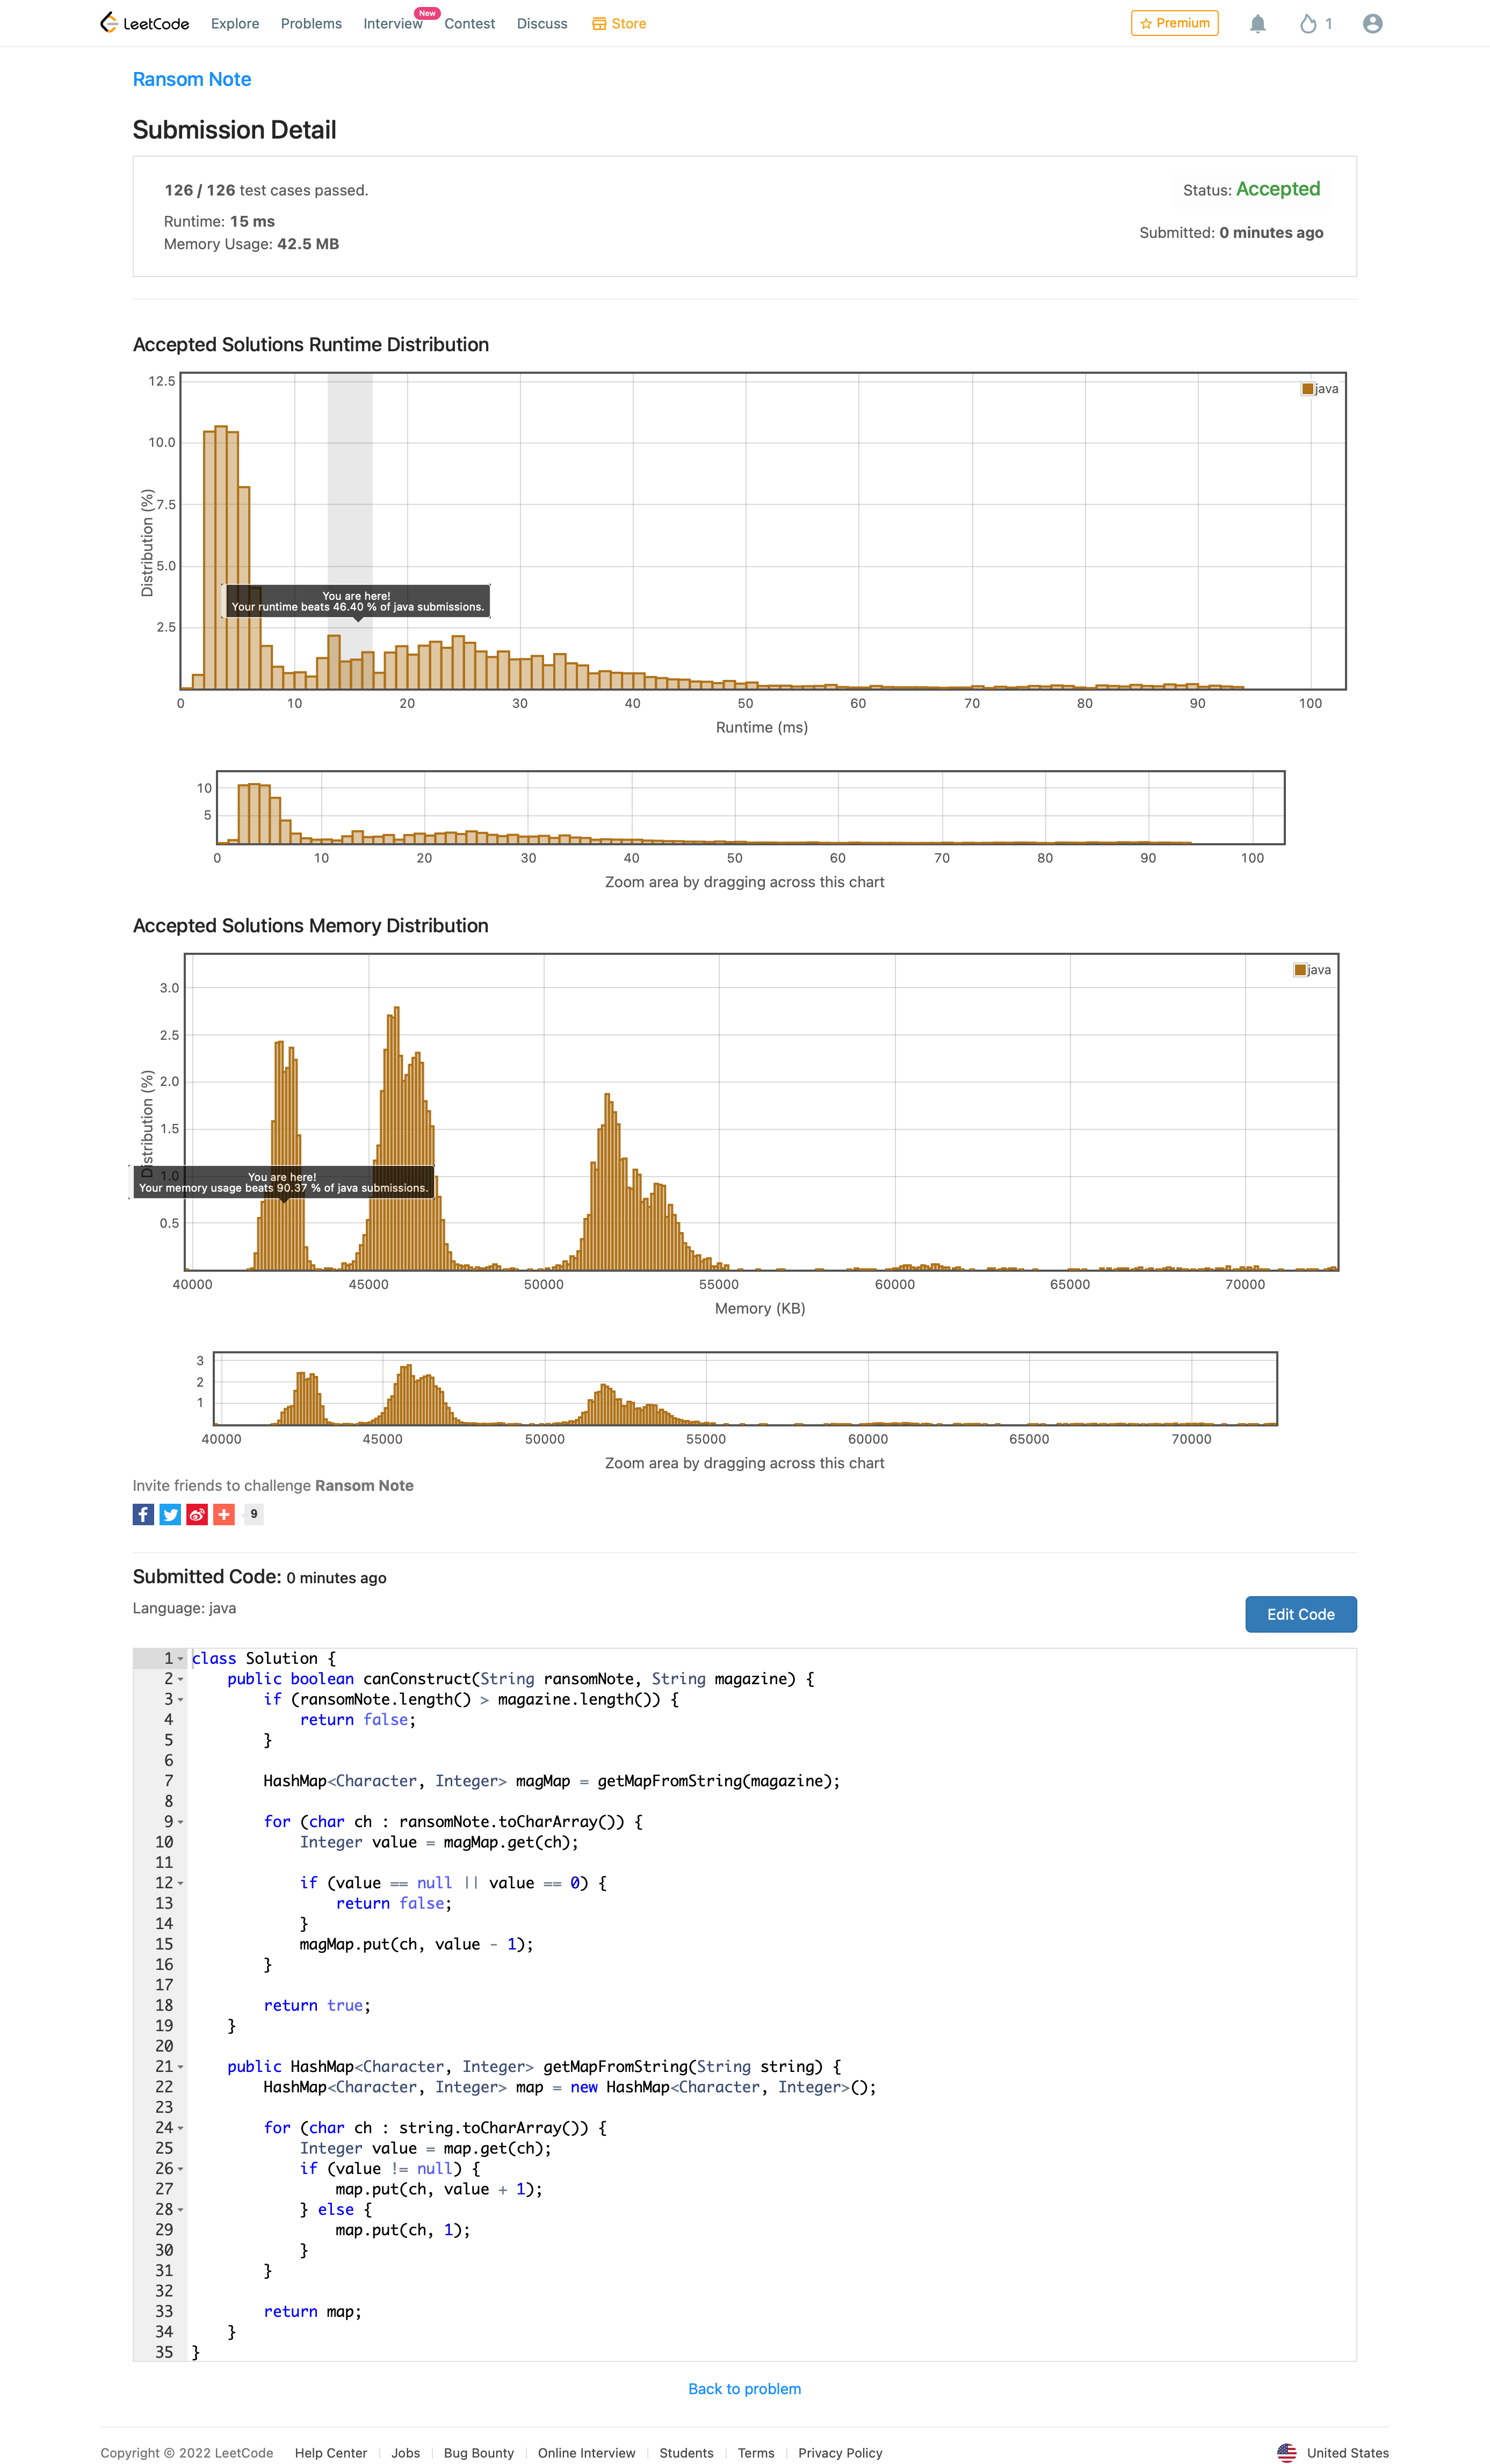 LeetCode Explore Problems Interview New Contest Discuss Store Premium 1
Ransom Note
Submission Detail
126 / 126 test cases passed.
Status: Accepted
Runtime: 15 ms
Submitted: 0 minutes ago
Memory Usage: 42.5 MB
Accepted Solutions Runtime Distribution
12.5
java
10.0
7.5
5.0
2.5
Distribution (%)
You are here!
Your runtime beats 46.40 % of java submissions.
0 10 20 30 40 50 60 70 80 90 100
Runtime (ms)
10
5
0 10 20 30 40 50 60 70 80 90 100
Zoom area by dragging across this chart
Accepted Solutions Memory Distribution
java
3.0
2.5
2.0
1.5
1.0
0.5
Distribution (%)
You are here!
Your memory usage beats 90.37 % of java submissions.
40000 45000 50000 55000 60000 65000 70000
Memory (KB)
3
2
1
40000 45000 50000 55000 60000 65000 70000
Zoom area by dragging across this chart
Invite friends to challenge Ransom Note
9
Submitted Code: 0 minutes ago
Language: java
Edit Code
1 class Solution {
2     public boolean canConstruct(String ransomNote, String magazine) {
3         if (ransomNote.length() > magazine.length()) {
4             return false;
5         }
6
7         HashMap<Character, Integer> magMap = getMapFromString(magazine);
8
9         for (char ch : ransomNote.toCharArray()) {
10             Integer value = magMap.get(ch);
11
12             if (value == null || value == 0) {
13                 return false;
14             }
15             magMap.put(ch, value - 1);
16         }
17
18         return true;
19     }
20
21     public HashMap<Character, Integer> getMapFromString(String string) {
22         HashMap<Character, Integer> map = new HashMap<Character, Integer>();
23
24         for (char ch : string.toCharArray()) {
25             Integer value = map.get(ch);
26             if (value != null) {
27                 map.put(ch, value + 1);
28             } else {
29                 map.put(ch, 1);
30             }
31         }
32
33         return map;
34     }
35 }
Back to problem
Copyright © 2022 LeetCode Help Center | Jobs | Bug Bounty | Online Interview | Students | Terms | Privacy Policy United States